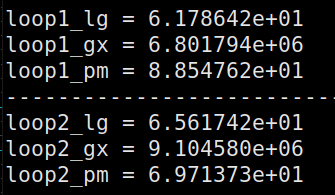 loop1_lg = 6.178642e+01
loop1_gx = 6.801794e+06
loop1_pm = 8.854762e+01
--------------------------
loop2_lg = 6.561742e+01
loop2_gx = 9.104580e+06
loop2_pm = 6.971373e+01